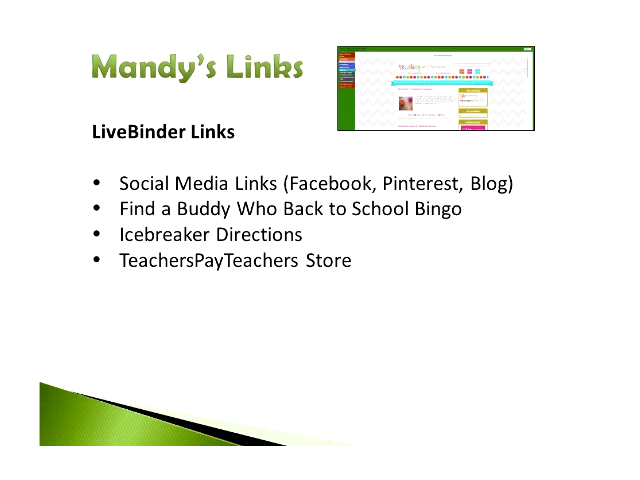 Mandy's Links
LiveBinder Links
• Social Media Links (Facebook, Pinterest, Blog)
• Find a Buddy Who Back to School Bingo
• Icebreaker Directions
• TeachersPayTeachers Store